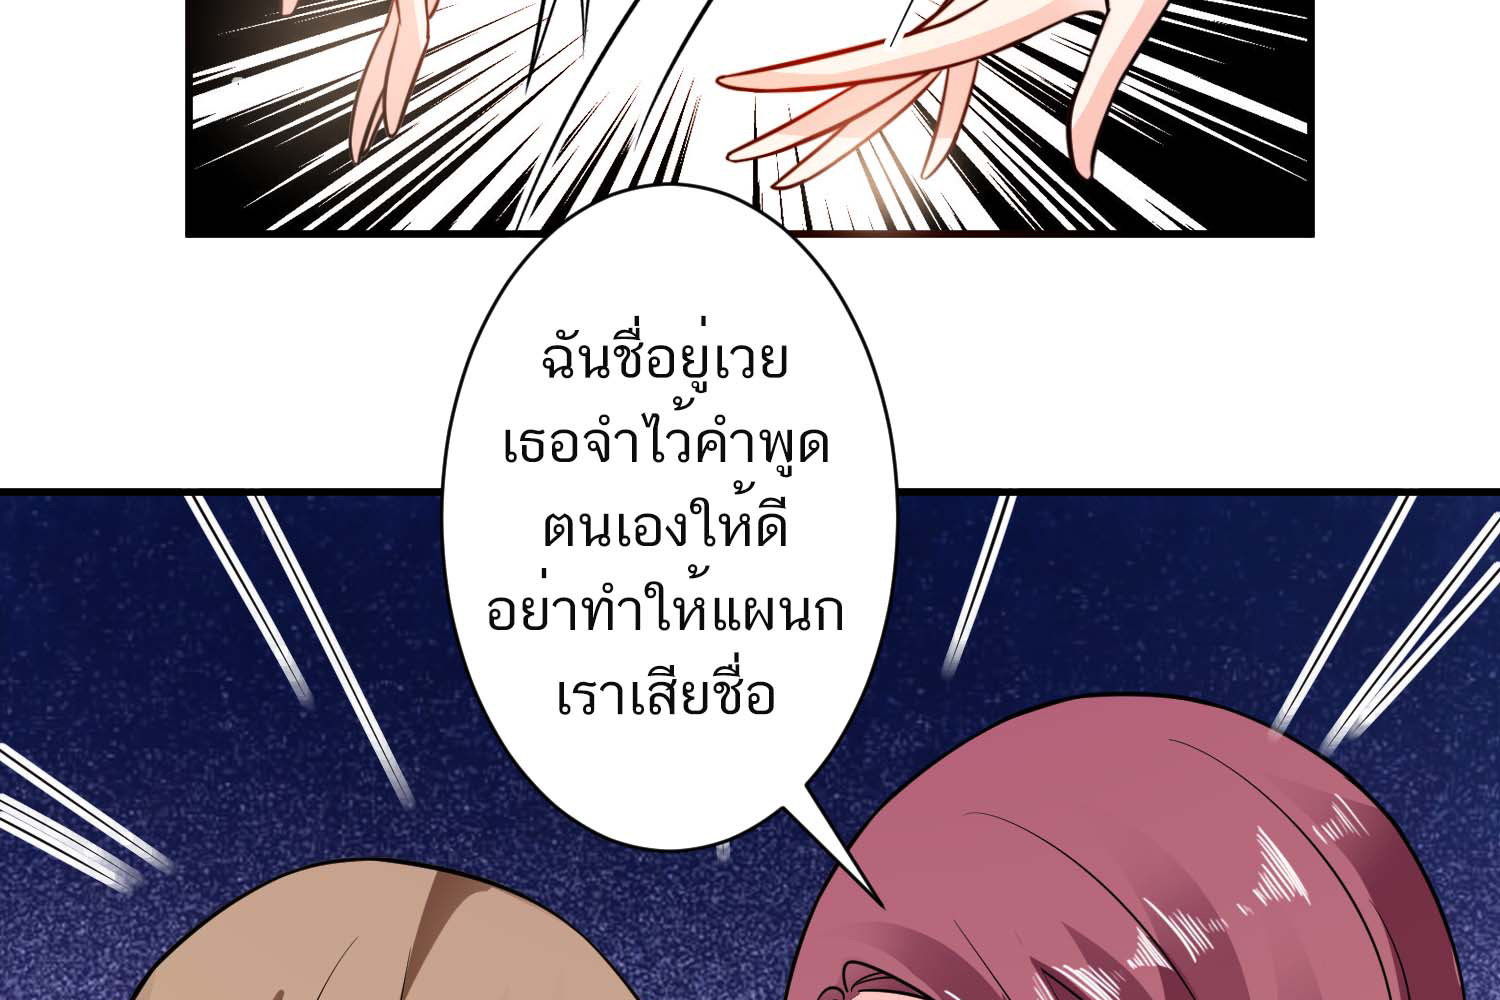 ฉันชื่ออยู่เวย
เธอจำไว้คำพูด
ตนเองให้ดี
อย่าทำให้แผนก
เราเสียชื่อ